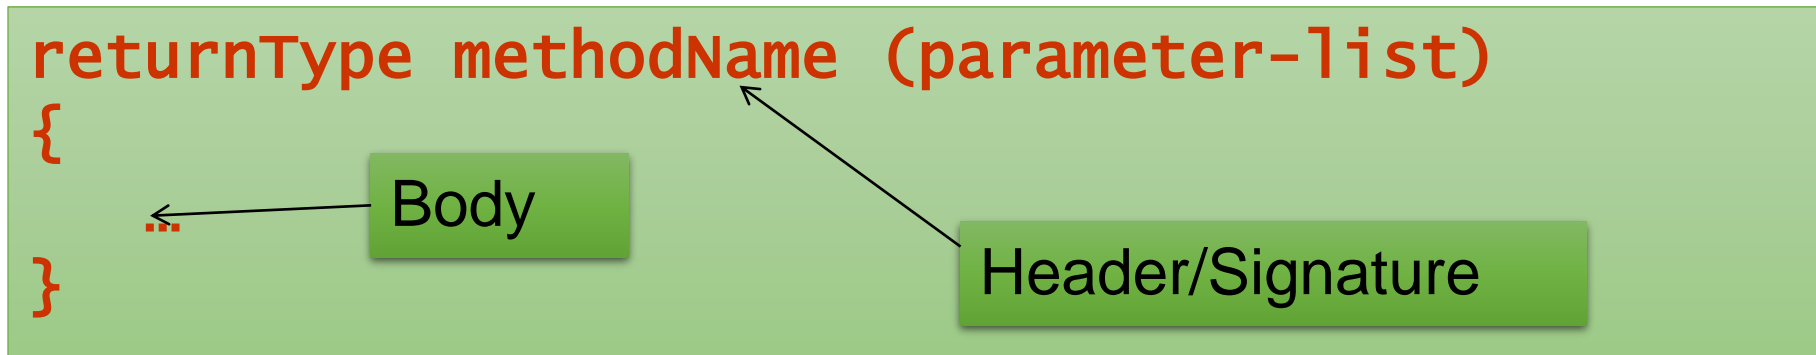 returnType methodName (parameter-list)
{
Body
…
Header/Signature
}